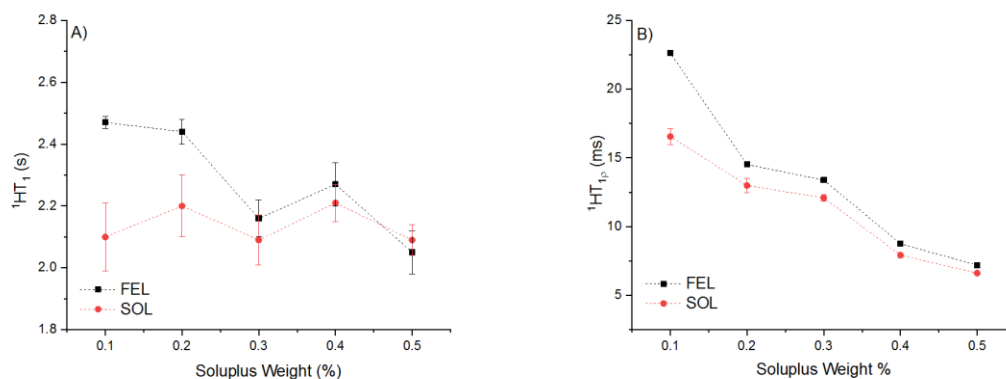 A)
2.8
2.6
2.4
2.2
2.0
1.8
¹HT₁ (s)
FEL
SOL
0.1 0.2 0.3 0.4 0.5
Soluplus Weight (%)
B)
25
20
15
10
5
¹HT₁ρ (ms)
FEL
SOL
0.1 0.2 0.3 0.4 0.5
Soluplus Weight %